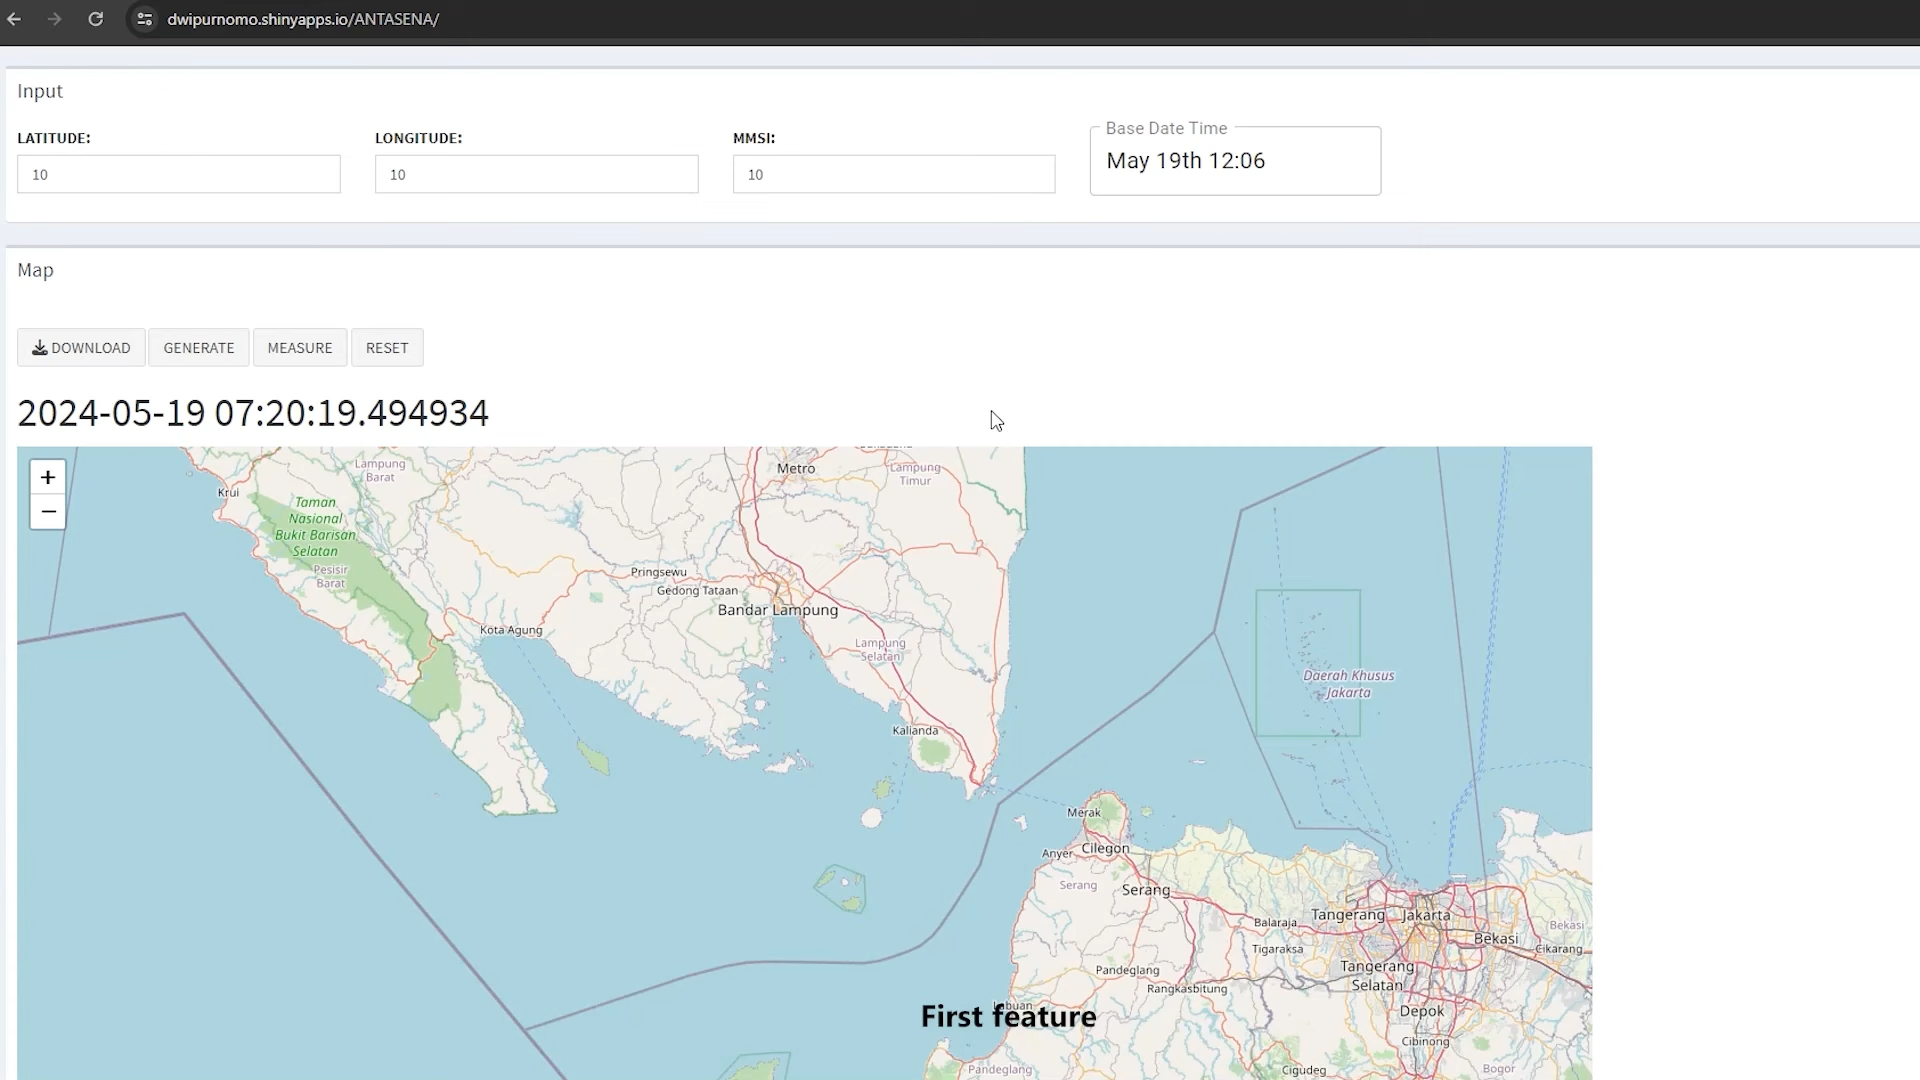 dwipurnomo.shinyapps.io/ANTASENA/
Input
LATITUDE:
LONGITUDE:
MMSI:
Base Date Time
10
10
10
May 19th 12:06
Map
DOWNLOAD
GENERATE
MEASURE
RESET
2024-05-19 07:20:19.494934
+
−
Lampung
Barat
Metro
Lampung
Timur
Krui
Taman
Nasional
Bukit Barisan
Selatan
Pesisir
Barat
Pringsewu
Gedong Tataan
Bandar Lampung
Kota Agung
Lampung
Selatan
Daerah Khusus
Jakarta
Kalianda
Merak
Anyer
Cilegon
Serang
Serang
Balaraja
Tangerang
Jakarta
Bekasi
Tigaraksa
Bekasi
Cikarang
Pandeglang
Tangerang
Selatan
Rangkasbitung
Depok
First feature
Cibinong
Pandeglang
Cigudeg
Bogor